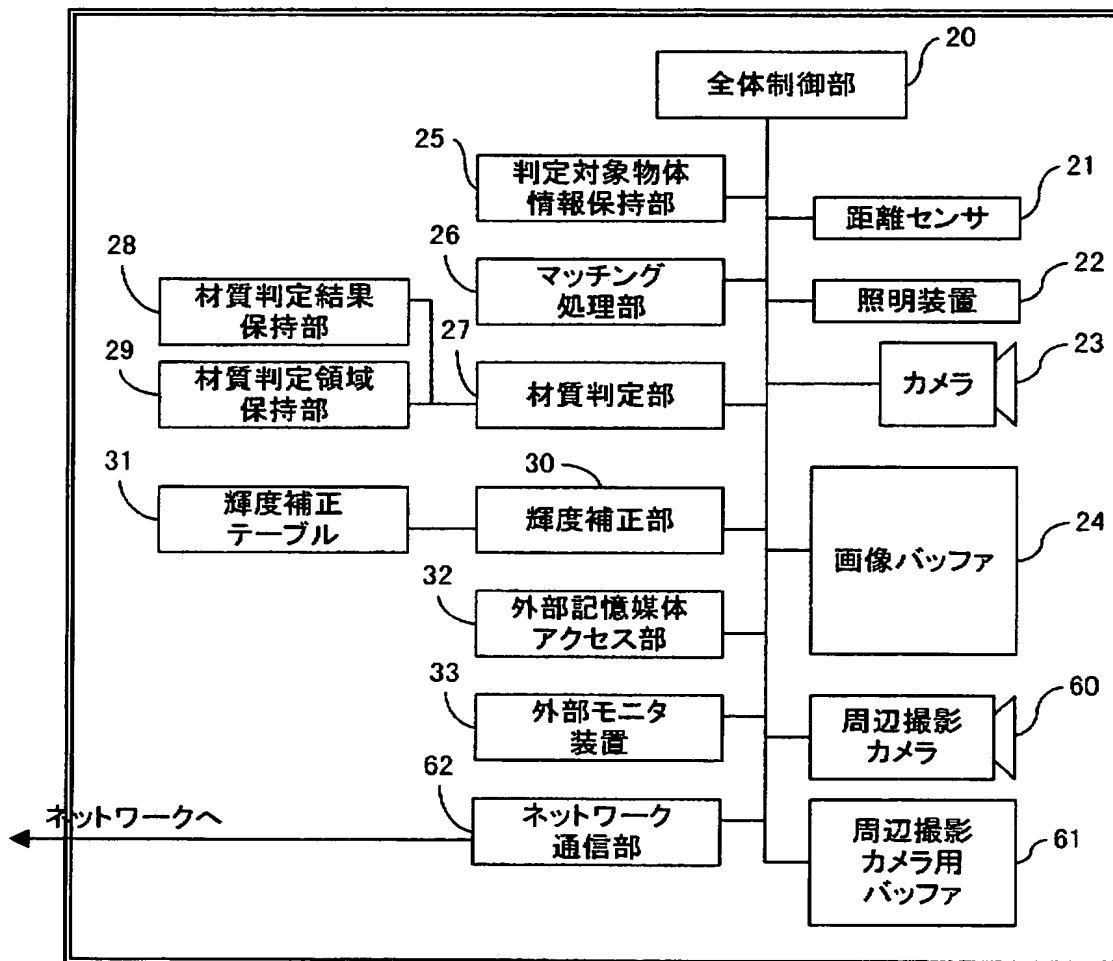 20
全体制御部
25
判定対象物体
情報保持部
21
距離センサ
28
材質判定結果
保持部
26
マッチング
処理部
22
照明装置
29
材質判定領域
保持部
27
材質判定部
23
カメラ
31
輝度補正
テーブル
30
輝度補正部
24
画像バッファ
32
外部記憶媒体
アクセス部
33
外部モニタ
装置
60
周辺撮影
カメラ
62
ネットワーク
通信部
ネットワークへ
61
周辺撮影
カメラ用
バッファ